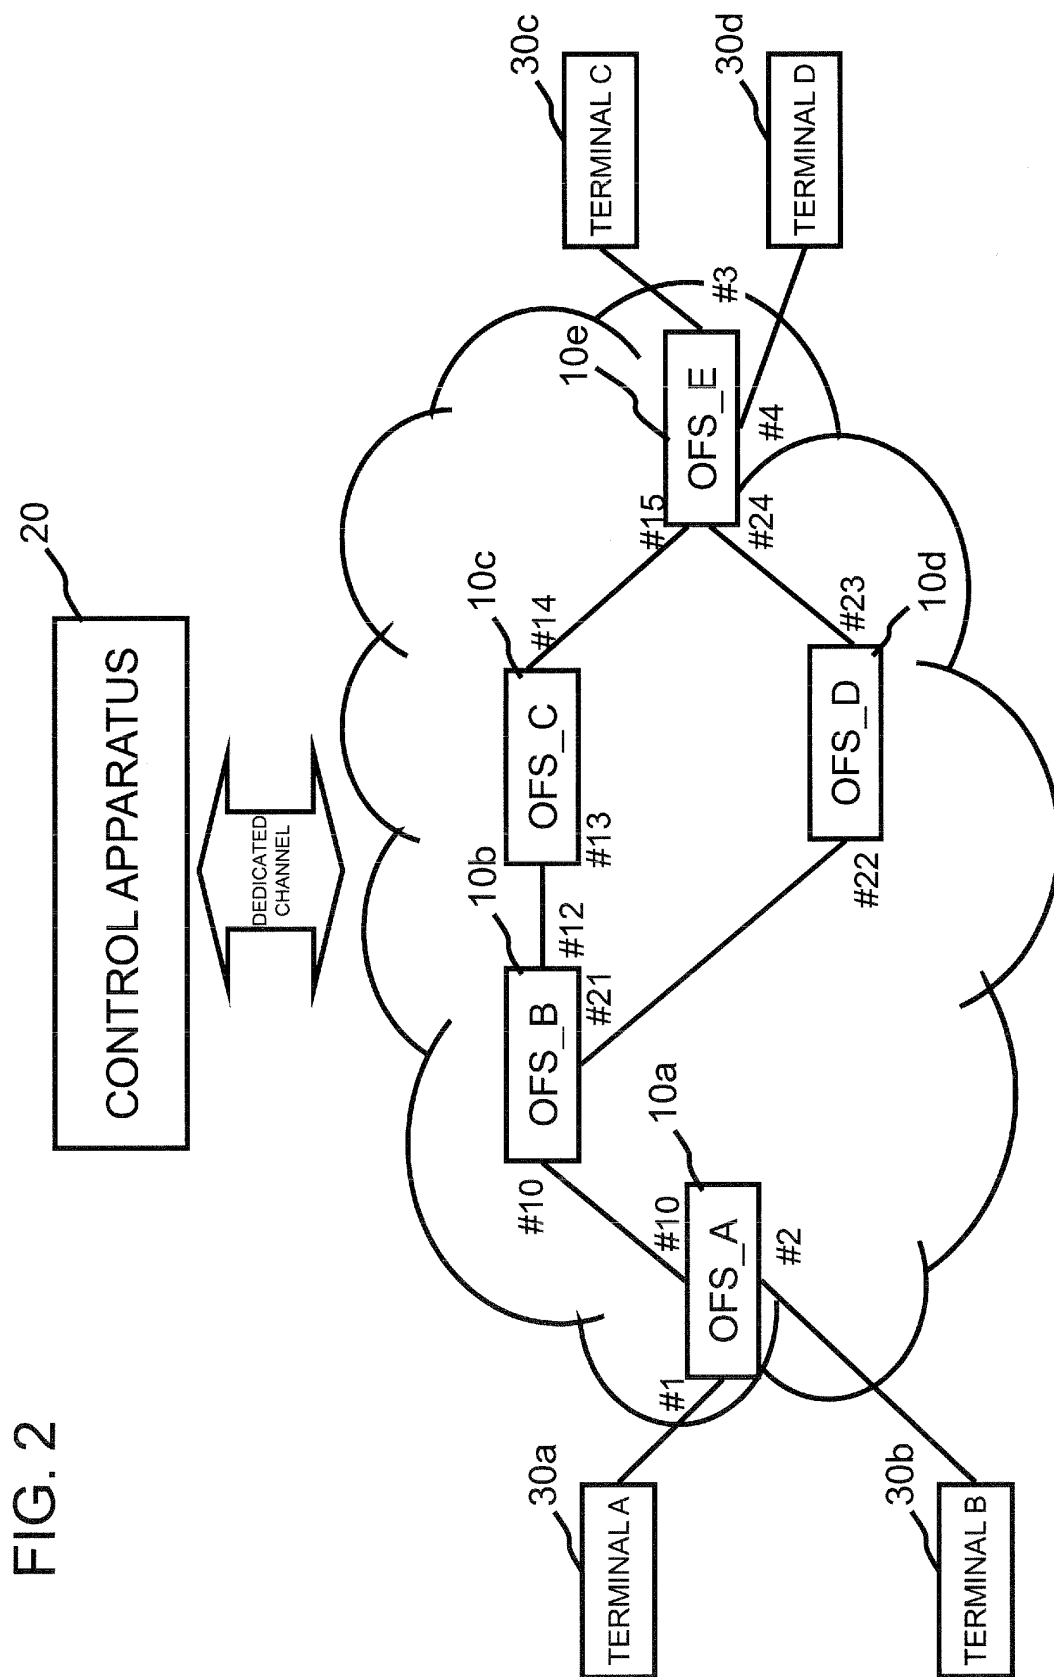 FIG. 2
CONTROL APPARATUS
20
DEDICATED
CHANNEL
10b
10c
#10
OFS_B
#12
#13
OFS_C
#14
#21
10e
30c
TERMINAL C
30a
TERMINAL A
#1
#10
10a
OFS_A
#2
#15
OFS_E
#3
#24
#4
30d
TERMINAL D
#22
OFS_D
#23
10d
30b
TERMINAL B